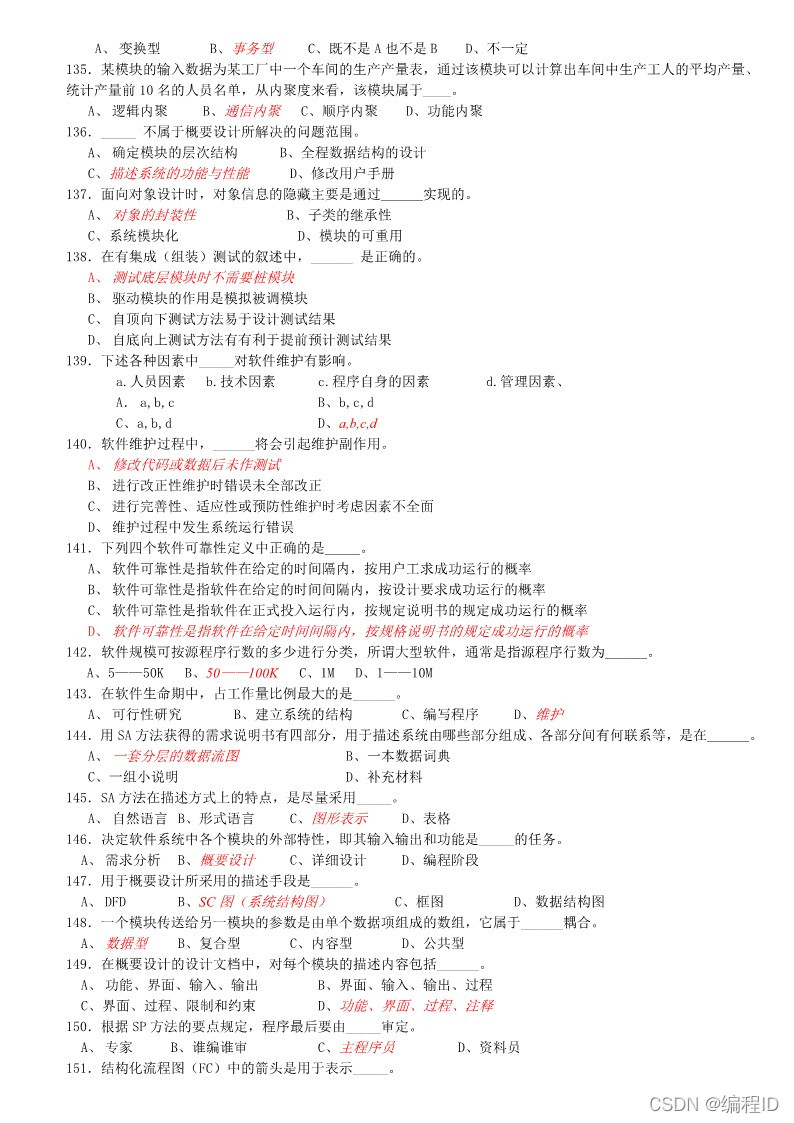 A、 变换型 B、事务型 C、既不是 A 也不是 B D、不一定
135．某模块的输入数据为某工厂中一个车间的生产产量表，通过该模块可以计算出车间中生产工人的平均产量、
统计产量前 10 名的人员名单，从内聚度来看，该模块属于____。
A、 逻辑内聚 B、通信内聚 C、顺序内聚 D、功能内聚
136．_____ 不属于概要设计所解决的问题范围。
A、 确定模块的层次结构 B、全程数据结构的设计
C、描述系统的功能与性能 D、修改用户手册
137．面向对象设计时，对象信息的隐藏主要是通过______实现的。
A、 对象的封装性 B、子类的继承性
C、系统模块化 D、模块的可重用
138．在有集成（组装）测试的叙述中，______ 是正确的。
A、 测试底层模块时不需要桩模块
B、 驱动模块的作用是模拟被调模块
C、 自顶向下测试方法易于设计测试结果
D、 自底向上测试方法有有利于提前预计测试结果
139．下述各种因素中_____对软件维护有影响。
a.人员因素 b.技术因素 c.程序自身的因素 d.管理因素、
A．a,b,c B、b,c,d
C、a,b,d D、a,b,c,d
140．软件维护过程中，______将会引起维护副作用。
A、 修改代码或数据后未作测试
B、 进行改正性维护时错误未全部改正
C、 进行完善性、适应性或预防性维护时考虑因素不全面
D、 维护过程中发生系统运行错误
141．下列四个软件可靠性定义中正确的是_____。
A、 软件可靠性是指软件在给定的时间隔内，按用户工求成功运行的概率
B、 软件可靠性是指软件在给定的时间间隔内，按设计要求成功运行的概率
C、 软件可靠性是指软件在正式投入运行内，按规定说明书的规定成功运行的概率
D、 软件可靠性是指软件在给定时间间隔内，按规格说明书的规定成功运行的概率
142．软件规模可按源程序行数的多少进行分类，所谓大型软件，通常是指源程序行数为______。
A、5——50K B、50——100K C、1M D、1——10M
143．在软件生命期中，占工作量比例最大的是______。
A、 可行性研究 B、建立系统的结构 C、编写程序 D、维护
144．用 SA 方法获得的需求说明书有四部分，用于描述系统由哪些部分组成、各部分间有何联系等，是在______。
A、 一套分层的数据流图 B、一本数据词典
C、一组小说明 D、补充材料
145．SA 方法在描述方式上的特点，是尽量采用_____。
A、 自然语言 B、形式语言 C、图形表示 D、表格
146．决定软件系统中各个模块的外部特性，即其输入输出和功能是_____的任务。
A、 需求分析 B、概要设计 C、详细设计 D、编程阶段
147．用于概要设计所采用的描述手段是______。
A、DFD B、SC 图（系统结构图） C、框图 D、数据结构图
148．一个模块传送给另一模块的参数是由单个数据项组成的数组，它属于______耦合。
A、 数据型 B、复合型 C、内容型 D、公共型
149．在概要设计的设计文档中，对每个模块的描述内容包括______。
A、 功能、界面、输入、输出 B、界面、输入、输出、过程
C、界面、过程、限制和约束 D、功能、界面、过程、注释
150．根据 SP 方法的要点规定，程序最后要由_____审定。
A、 专家 B、谁编谁审 C、主程序员 D、资料员
151．结构化流程图（FC）中的箭头是用于表示_____。
CSDN @编程ID